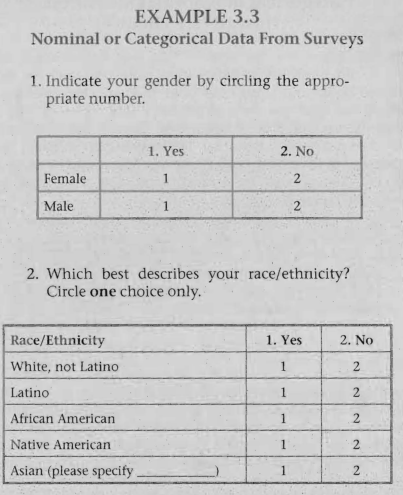 EXAMPLE 3.3
Nominal or Categorical Data From Surveys
1. Indicate your gender by circling the appro-
priate number.
1. Yes 2. No
Female 1 2
Male 1 2
2. Which best describes your race/ethnicity?
Circle one choice only.
Race/Ethnicity 1. Yes 2. No
White, not Latino 1 2
Latino 1 2
African American 1 2
Native American 1 2
Asian (please specify __________) 1 2